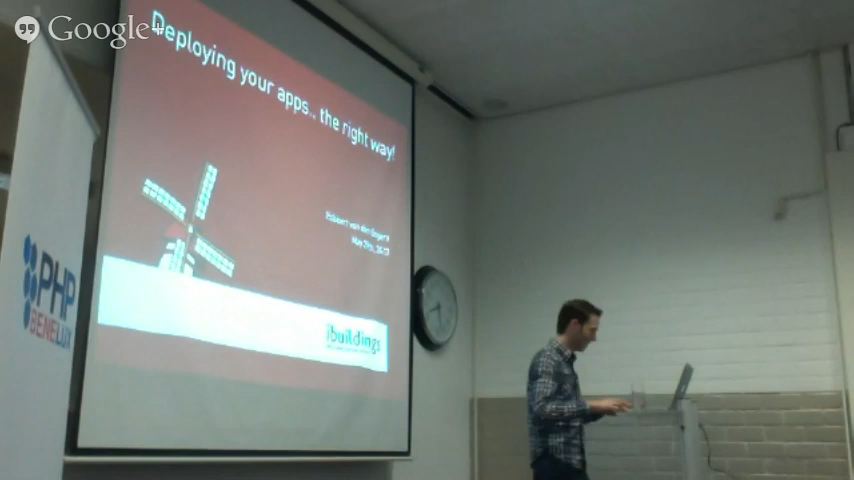 Google+
Deploying your apps.. the right way!
ibuildings
PHP
BENELUX